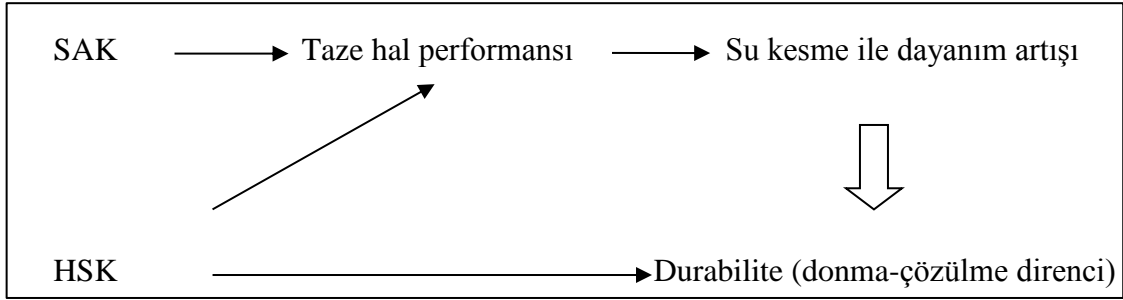 SAK Taze hal performansı Su kesme ile dayanım artışı
HSK Durabilite (donma-çözülme direnci)